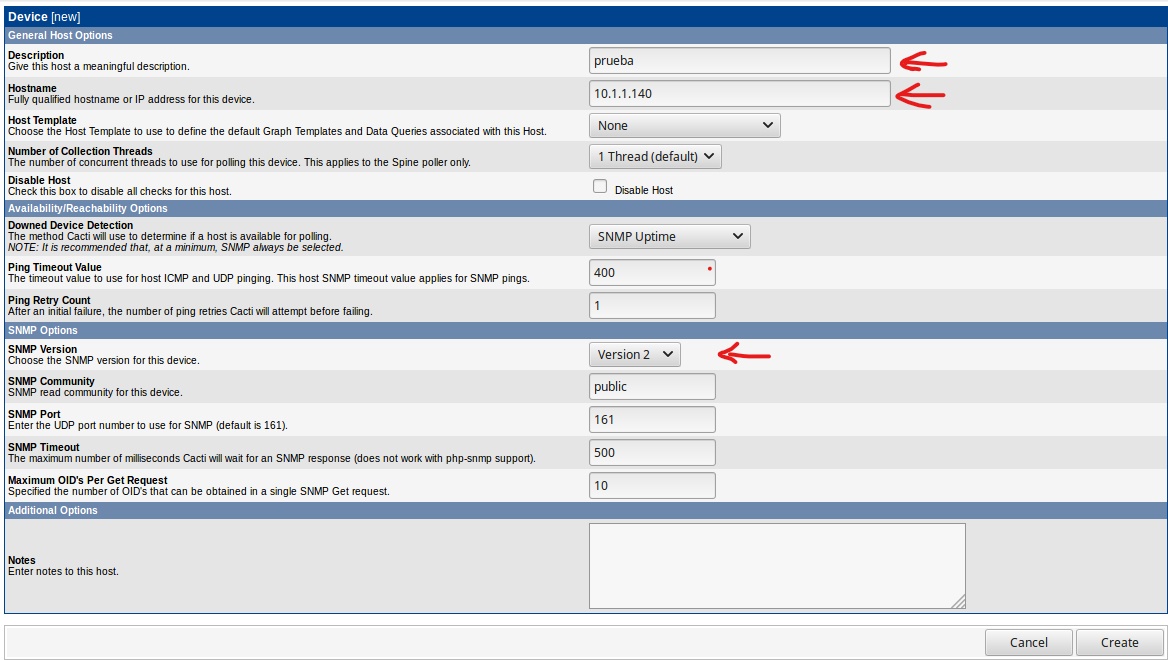 Device [new]
General Host Options
Description
Give this host a meaningful description.
prueba
Hostname
Fully qualified hostname or IP address for this device.
10.1.1.140
Host Template
Choose the Host Template to use to define the default Graph Templates and Data Queries associated with this Host.
None
Number of Collection Threads
The number of concurrent threads to use for polling this device. This applies to the Spine poller only.
1 Thread (default)
Disable Host
Check this box to disable all checks for this host.
Disable Host
Availability/Reachability Options
Downed Device Detection
The method Cacti will use to determine if a host is available for polling.
NOTE: It is recommended that, at a minimum, SNMP always be selected.
SNMP Uptime
Ping Timeout Value
The timeout value to use for host ICMP and UDP pinging. This host SNMP timeout value applies for SNMP pings.
400
Ping Retry Count
After an initial failure, the number of ping retries Cacti will attempt before failing.
1
SNMP Options
SNMP Version
Choose the SNMP version for this device.
Version 2
SNMP Community
SNMP read community for this device.
public
SNMP Port
Enter the UDP port number to use for SNMP (default is 161).
161
SNMP Timeout
The maximum number of milliseconds Cacti will wait for an SNMP response (does not work with php-snmp support).
500
Maximum OID's Per Get Request
Specified the number of OID's that can be obtained in a single SNMP Get request.
10
Additional Options
Notes
Enter notes to this host.
Cancel
Create